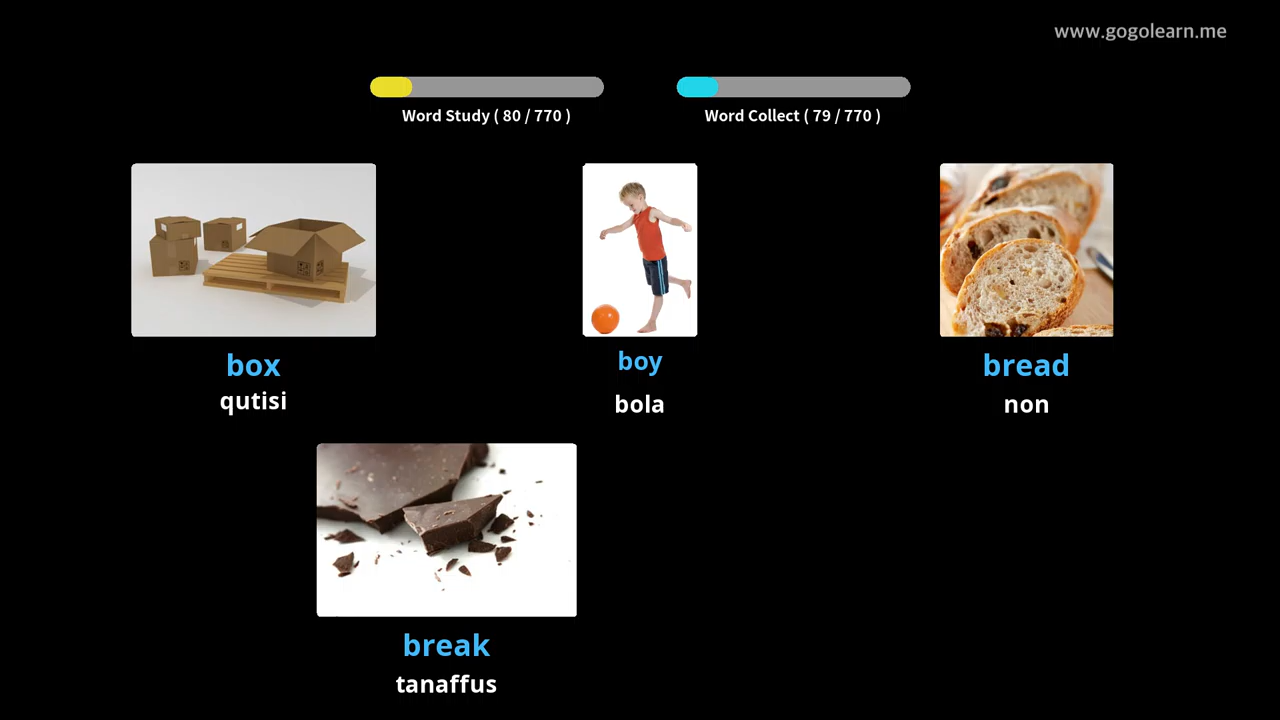 www.gogolearn.me
Word Study ( 80 / 770 )
Word Collect ( 79 / 770 )
box
qutisi
boy
bola
bread
non
break
tanaffus